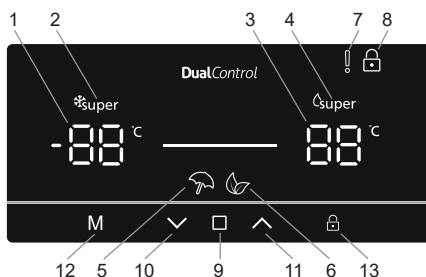 1 2 3 4 7 8
DualControl
super super
-88 °C 88 °C
M
12 5 10 9 11 6 13